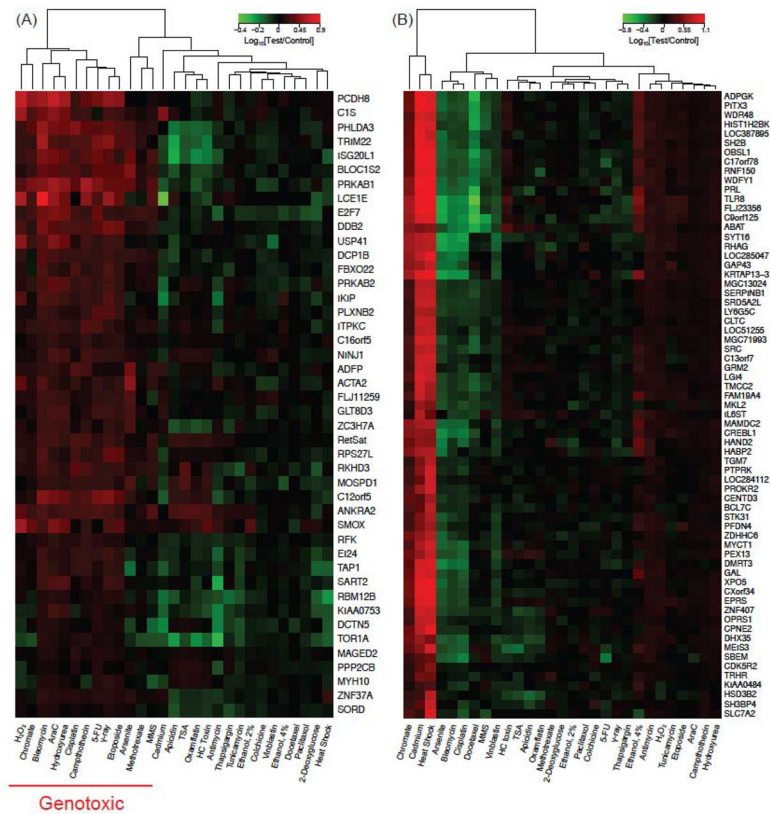 (A)
-0.4 -0.2 0 0.45 0.9
Log10[Test/Control]
PCDH8
C1S
PHLDA3
TRiM22
iSG20L1
BLOC1S2
PRKAB1
LCE1E
E2F7
DDB2
USP41
DCP1B
FBXO22
PRKAB2
iKiP
PLXNB2
iTPKC
C16orf5
NiNJ1
ADFP
ACTA2
FLJ11259
GLT8D3
ZC3H7A
RetSat
RPS27L
RKHD3
MOSPD1
C12orf5
ANKRA2
SMOX
RFK
Ei24
TAP1
SART2
RBM12B
KiAA0753
DCTN5
TOR1A
MAGED2
PPP2CB
MYH10
ZNF37A
SORD
H2O2
Chromate
Bleomycin
AraC
Hydroxyurea
Cisplatin
Campthothecin
5-FU
γ-ray
Etoposide
Arsenite
Methotrexate
MMS
Cadmium
Apicidin
TSA
Oxamflatin
HC Toxin
Antimycin
Thapsigargin
Tunicamycin
Ethanol, 2%
Colchicine
Vinblastin
Ethanol, 4%
Docetaxel
Paclitaxol
2-Deoxyglucose
Heat Shock
Genotoxic
(B)
-0.8 -0.4 0 0.55 1.1
Log10[Test/Control]
ADPGK
PiTX3
WDR48
HiST1H2BK
LOC387895
SH2B
OBSL1
C17orf78
RNF150
WDFY1
PRL
TLR8
FLJ23356
C9orf125
ABAT
SYT16
RHAG
LOC285047
GAP43
KRTAP13-3
MGC13024
SERPiNB1
SRD5A2L
LY6G5C
CLTC
LOC51255
MGC71993
SRC
C13orf7
GRM2
LGi4
TMCC2
FAM19A4
MKL2
iL6ST
MAMDC2
CREBL1
HAND2
HABP2
TGM7
PTPRK
LOC284112
PROKR2
CENTD3
BCL7C
STK31
PFDN4
ZDHHC6
MYCT1
PEX13
DMRT3
GAL
XPO5
CXorf34
EPRS
ZNF407
OPRS1
CPNE2
DHX35
MEiS3
SBEM
CDK5R2
TRHR
KiAA0484
HSD3B2
SH3BP4
SLC7A2
Chromate
Cadmium
Heat Shock
Arsenite
Bleomycin
Cisplatin
Docetaxel
MMS
Vinblastin
HC toxin
TSA
Apicidin
Oxamflatin
Methotrexate
2-Deoxyglucose
Ethanol, 2%
Paclitaxol
Colchicine
5-FU
γ-ray
Thapsigargin
Ethanol, 4%
Antimycin
H2O2
Tunicamycin
Etoposide
AraC
Campthothecin
Hydroxyurea